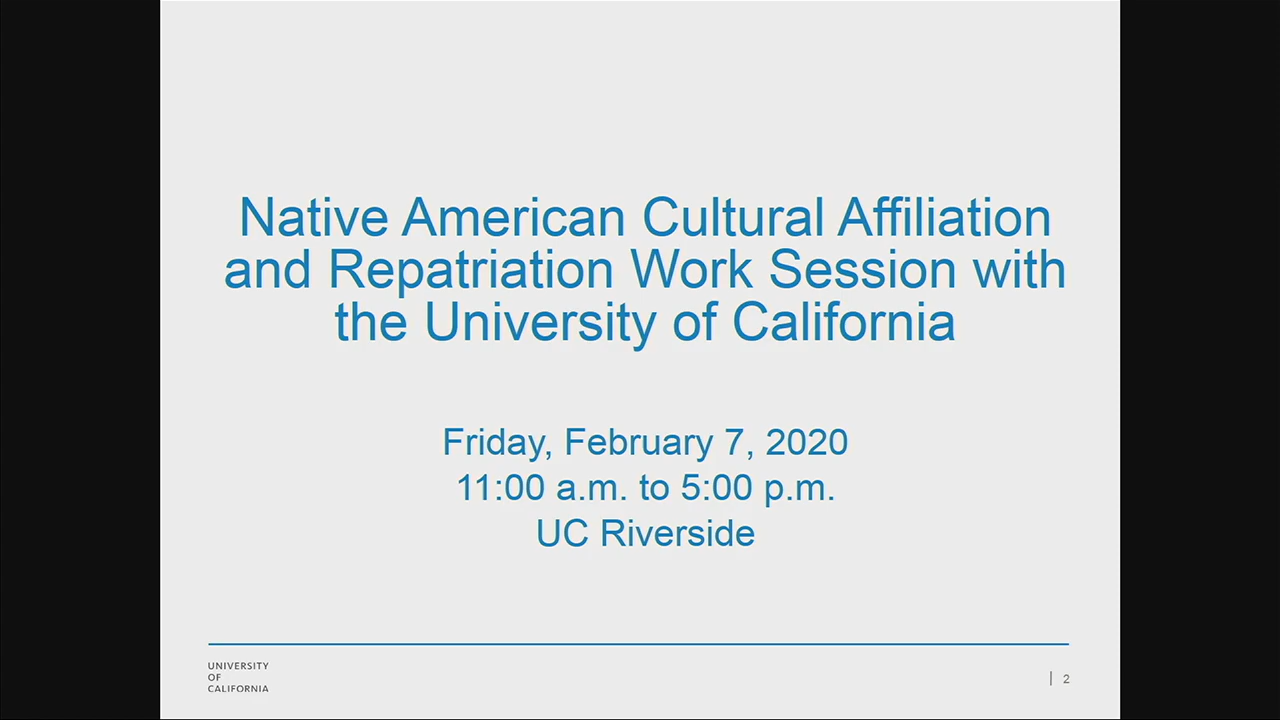 Native American Cultural Affiliation
and Repatriation Work Session with
the University of California
Friday, February 7, 2020
11:00 a.m. to 5:00 p.m.
UC Riverside
UNIVERSITY
OF
CALIFORNIA
| 2